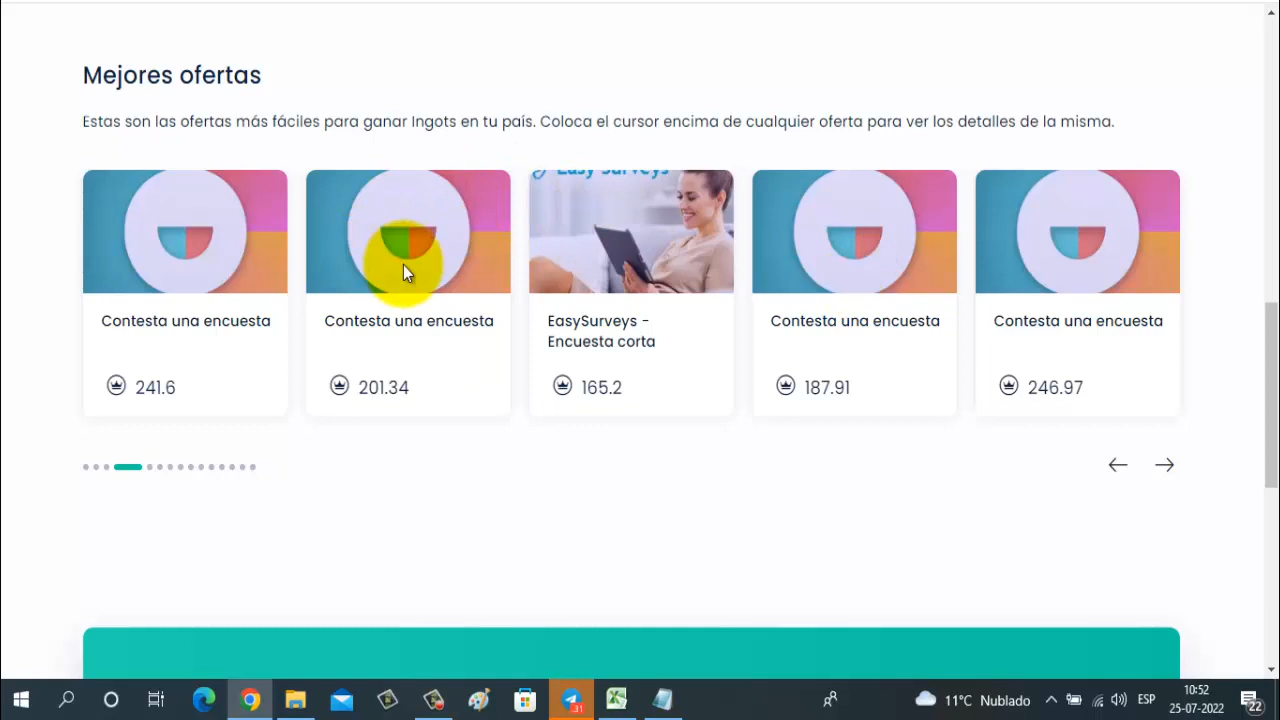 Mejores ofertas
Estas son las ofertas más fáciles para ganar Ingots en tu país. Coloca el cursor encima de cualquier oferta para ver los detalles de la misma.
Easy Surveys
Contesta una encuesta
Contesta una encuesta
EasySurveys -
Encuesta corta
Contesta una encuesta
Contesta una encuesta
241.6
201.34
165.2
187.91
246.97
31
11°C Nublado
ESP
10:52
25-07-2022
22